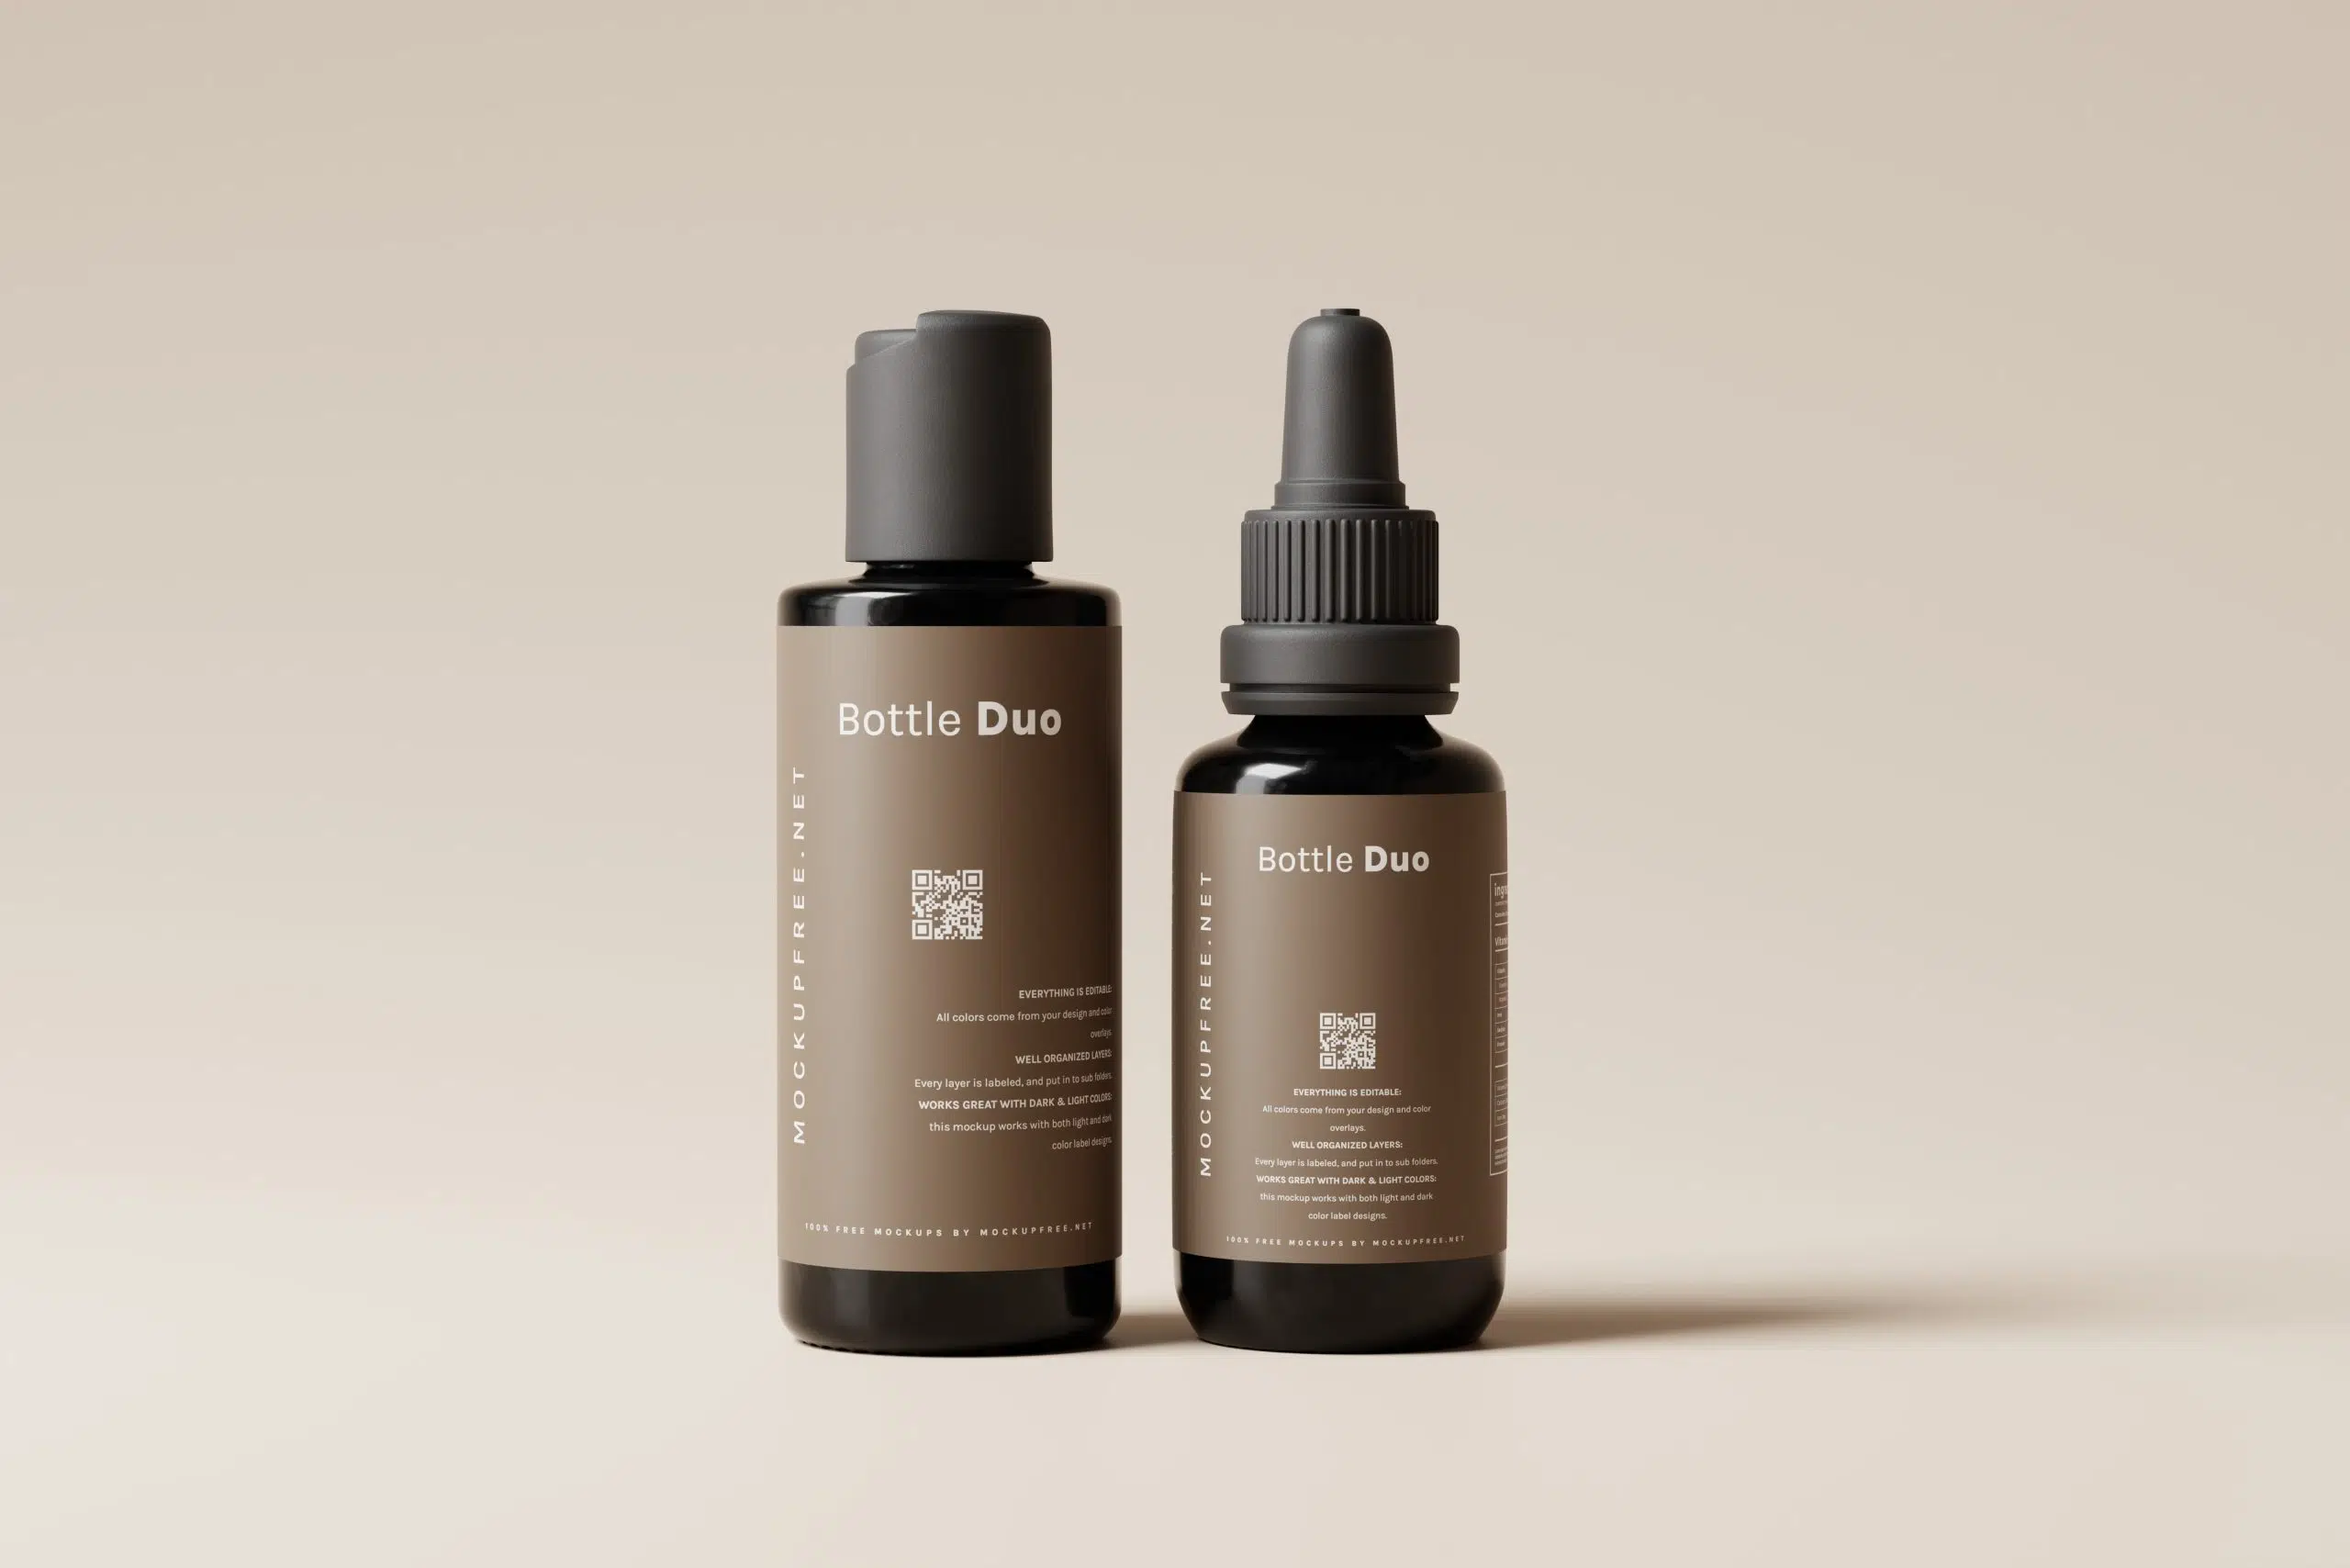 Bottle Duo
MOCKUPFREE.NET
EVERYTHING IS EDITABLE:
All colors come from your design and color
overlays.
WELL ORGANIZED LAYERS:
Every layer is labeled, and put in to sub folders.
WORKS GREAT WITH DARK & LIGHT COLORS:
this mockup works with both light and dark
color label designs.
100% FREE MOCKUPS BY MOCKUPFREE.NET
Bottle Duo
MOCKUPFREE.NET
EVERYTHING IS EDITABLE:
All colors come from your design and color
overlays.
WELL ORGANIZED LAYERS:
Every layer is labeled, and put in to sub folders.
WORKS GREAT WITH DARK & LIGHT COLORS:
this mockup works with both light and dark
color label designs.
100% FREE MOCKUPS BY MOCKUPFREE.NET